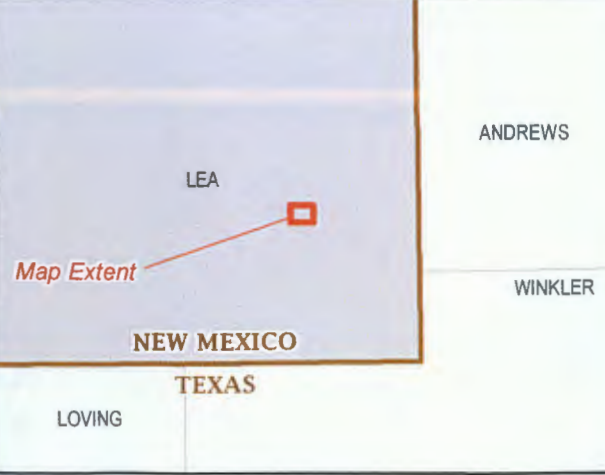 ANDREWS
LEA
Map Extent
WINKLER
NEW MEXICO
TEXAS
LOVING